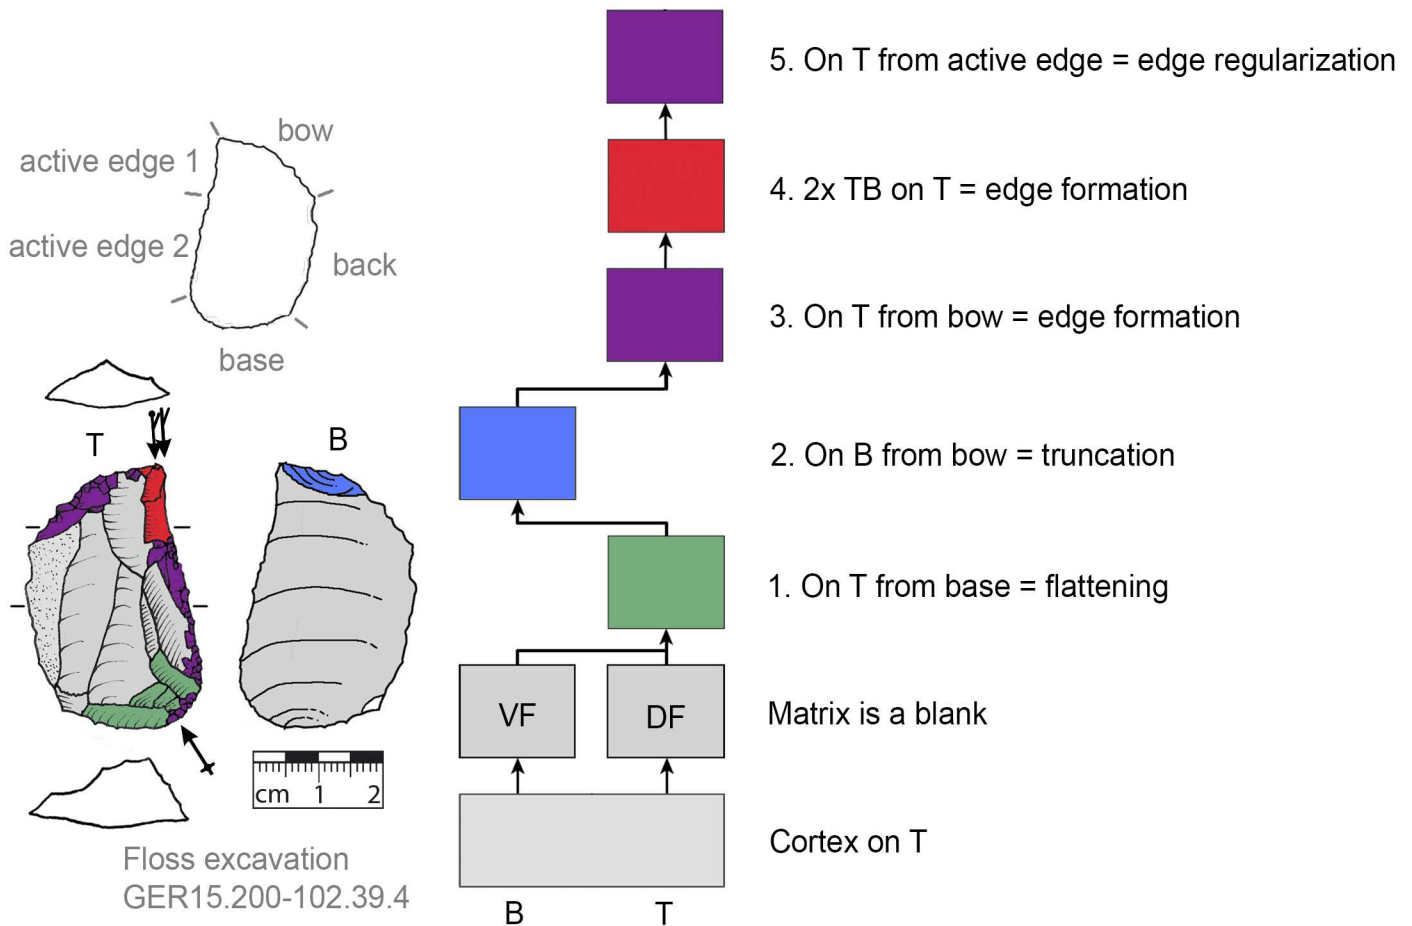 5. On T from active edge = edge regularization
bow
active edge 1
4. 2x TB on T = edge formation
active edge 2
back
3. On T from bow = edge formation
base
T
B
2. On B from bow = truncation
1. On T from base = flattening
VF
DF
Matrix is a blank
cm 1 2
Cortex on T
Floss excavation
GER15.200-102.39.4
B
T